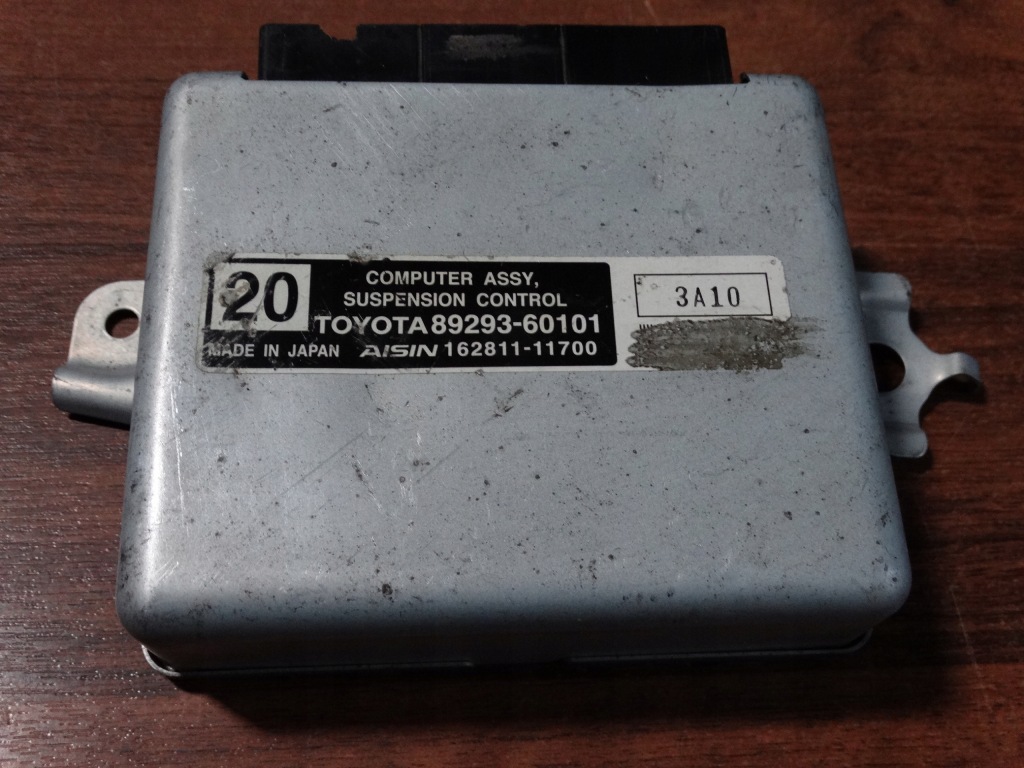 20
COMPUTER ASSY,
SUSPENSION CONTROL
TOYOTA 89293-60101
MADE IN JAPAN AISIN 162811-11700
3A10